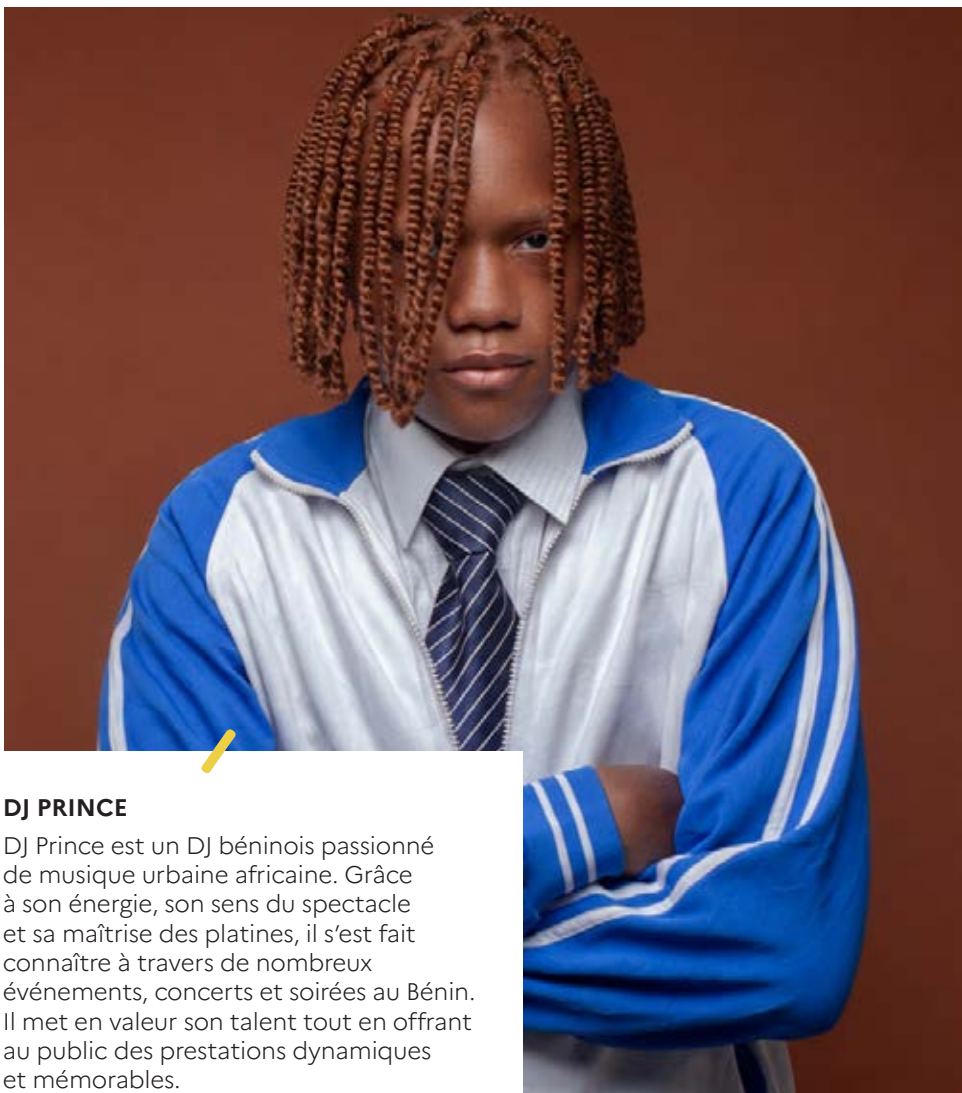 DJ PRINCE
DJ Prince est un DJ béninois passionné
de musique urbaine africaine. Grâce
à son énergie, son sens du spectacle
et sa maîtrise des platines, il s’est fait
connaître à travers de nombreux
événements, concerts et soirées au Bénin.
Il met en valeur son talent tout en offrant
au public des prestations dynamiques
et mémorables.